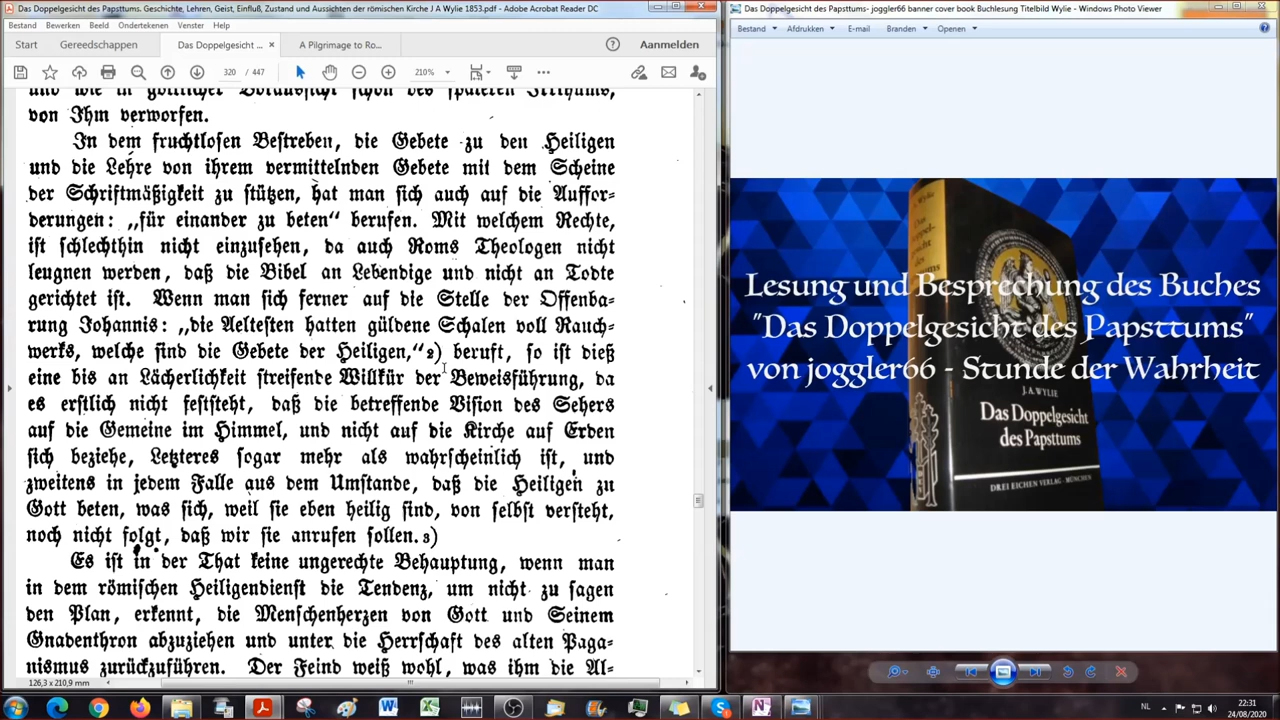 Das Doppelgesicht des Papsttums. Geschichte, Lehren, Geist, Einfluß, Zustand und Aussichten der römischen Kirche J A Wylie 1853.pdf - Adobe Acrobat Reader DC
Bestand Bewerken Beeld Ondertekenen Venster Help
Start Gereedschappen Das Doppelgesicht ... × A Pilgrimage to Ro... Anmelden
320 / 447 210%
von Ihm verworfen.
In dem fruchtlosen Bestreben, die Gebete zu den Heiligen
und die Lehre von ihrem vermittelnden Gebete mit dem Scheine
der Schriftmäßigkeit zu stützen, hat man sich auch auf die Auffor-
derungen: „für einander zu beten“ berufen. Mit welchem Rechte,
ist schlechthin nicht einzusehen, da auch Roms Theologen nicht
leugnen werden, daß die Bibel an Lebendige und nicht an Todte
gerichtet ist. Wenn man sich ferner auf die Stelle der Offenba-
rung Johannis: „die Aeltesten hatten güldene Schalen voll Rauch-
werks, welche sind die Gebete der Heiligen,“2) beruft, so ist dieß
eine bis an Lächerlichkeit streifende Willkür der Beweisführung, da
es erstlich nicht feststeht, daß die betreffende Vision des Sehers
auf die Gemeine im Himmel, und nicht auf die Kirche auf Erden
sich beziehe, Letzteres sogar mehr als wahrscheinlich ist, und
zweitens in jedem Falle aus dem Umstande, daß die Heiligen zu
Gott beten, was sich, weil sie eben heilig sind, von selbst versteht,
noch nicht folgt, daß wir sie anrufen sollen.3)
Es ist in der That keine ungerechte Behauptung, wenn man
in dem römischen Heiligendienst die Tendenz, um nicht zu sagen
den Plan, erkennt, die Menschenherzen von Gott und Seinem
Gnadenthron abzuziehen und unter die Herrschaft des alten Paga-
nismus zurückzuführen. Der Feind weiß wohl, was ihm die Al-
126,3 x 210,9 mm
Das Doppelgesicht des Papsttums- joggler66 banner cover book Buchlesung Titelbild Wylie - Windows Photo Viewer
Bestand Afdrukken E-mail Branden Openen
Lesung und Besprechung des Buches
"Das Doppelgesicht des Papsttums"
von joggler66 - Stunde der Wahrheit
J.A.WYLIE
Das Doppelgesicht
des Papsttums
DREI EICHEN VERLAG · MÜNCHEN
NL 22:31
24/08/2020